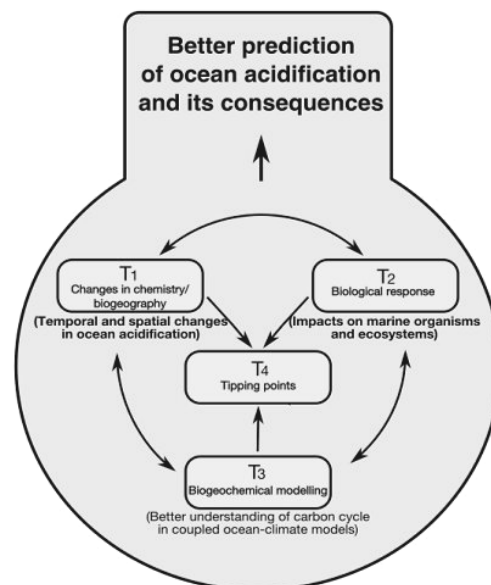 Better prediction
of ocean acidification
and its consequences
T1
Changes in chemistry/
biogeography
(Temporal and spatial changes
in ocean acidification)
T2
Biological response
(Impacts on marine organisms
and ecosystems)
T4
Tipping points
T3
Biogeochemical modelling
(Better understanding of carbon cycle
in coupled ocean-climate models)